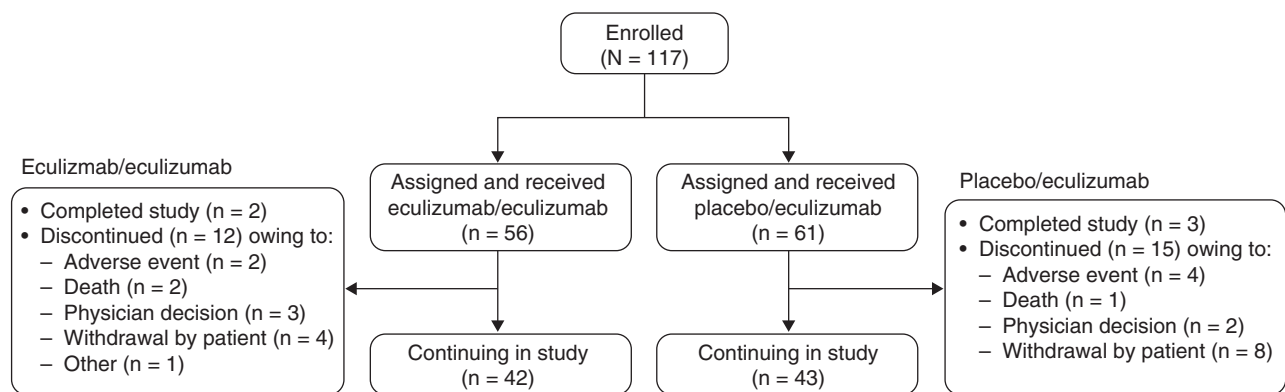 Enrolled
(N = 117)
Eculizmab/eculizumab
• Completed study (n = 2)
• Discontinued (n = 12) owing to:
– Adverse event (n = 2)
– Death (n = 2)
– Physician decision (n = 3)
– Withdrawal by patient (n = 4)
– Other (n = 1)
Assigned and received
eculizumab/eculizumab
(n = 56)
Assigned and received
placebo/eculizumab
(n = 61)
Placebo/eculizumab
• Completed study (n = 3)
• Discontinued (n = 15) owing to:
– Adverse event (n = 4)
– Death (n = 1)
– Physician decision (n = 2)
– Withdrawal by patient (n = 8)
Continuing in study
(n = 42)
Continuing in study
(n = 43)